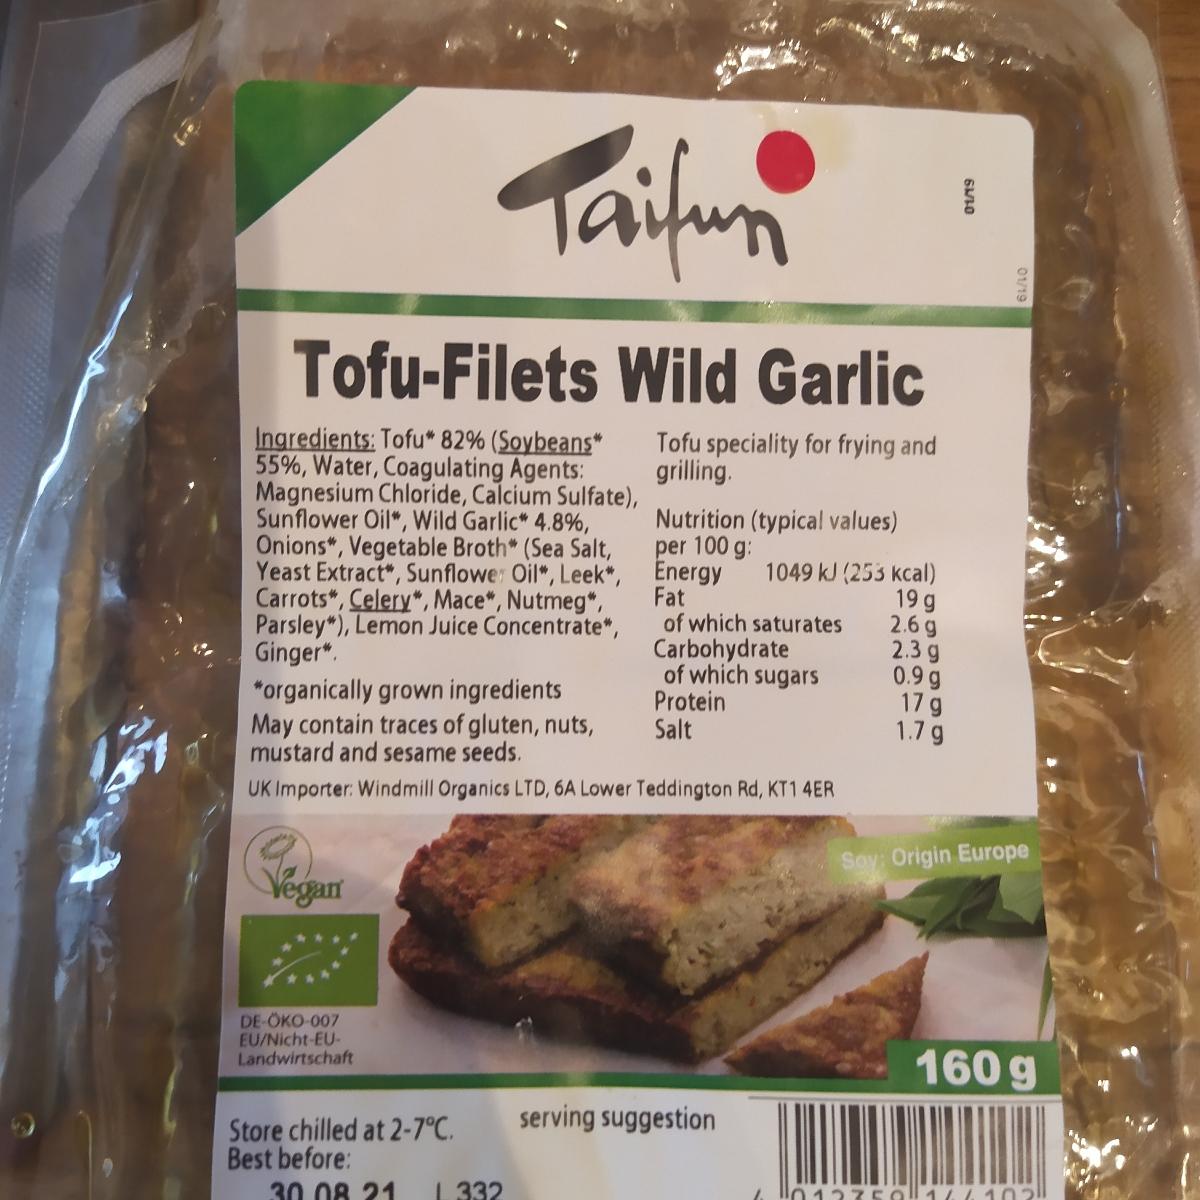 Taifun
01/19
01/19
Tofu-Filets Wild Garlic
Ingredients: Tofu* 82% (Soybeans*
55%, Water, Coagulating Agents:
Magnesium Chloride, Calcium Sulfate),
Sunflower Oil*, Wild Garlic* 4.8%,
Onions*, Vegetable Broth* (Sea Salt,
Yeast Extract*, Sunflower Oil*, Leek*,
Carrots*, Celery*, Mace*, Nutmeg*,
Parsley*), Lemon Juice Concentrate*,
Ginger*.
*organically grown ingredients
May contain traces of gluten, nuts,
mustard and sesame seeds.
Tofu speciality for frying and
grilling.
Nutrition (typical values)
per 100 g:
Energy 1049 kJ (253 kcal)
Fat 19 g
of which saturates 2.6 g
Carbohydrate 2.3 g
of which sugars 0.9 g
Protein 17 g
Salt 1.7 g
UK Importer: Windmill Organics LTD, 6A Lower Teddington Rd, KT1 4ER
Vegan
Soy: Origin Europe
DE-ÖKO-007
EU/Nicht-EU-
Landwirtschaft
160 g
Store chilled at 2-7°C.
Best before:
30 08 21 L 332
serving suggestion
4 012359 144102